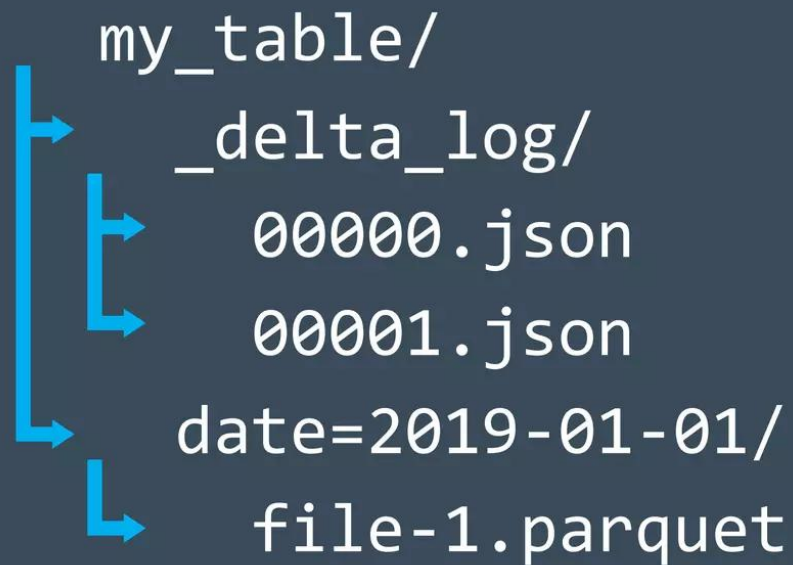 my_table/
_delta_log/
00000.json
00001.json
date=2019-01-01/
file-1.parquet